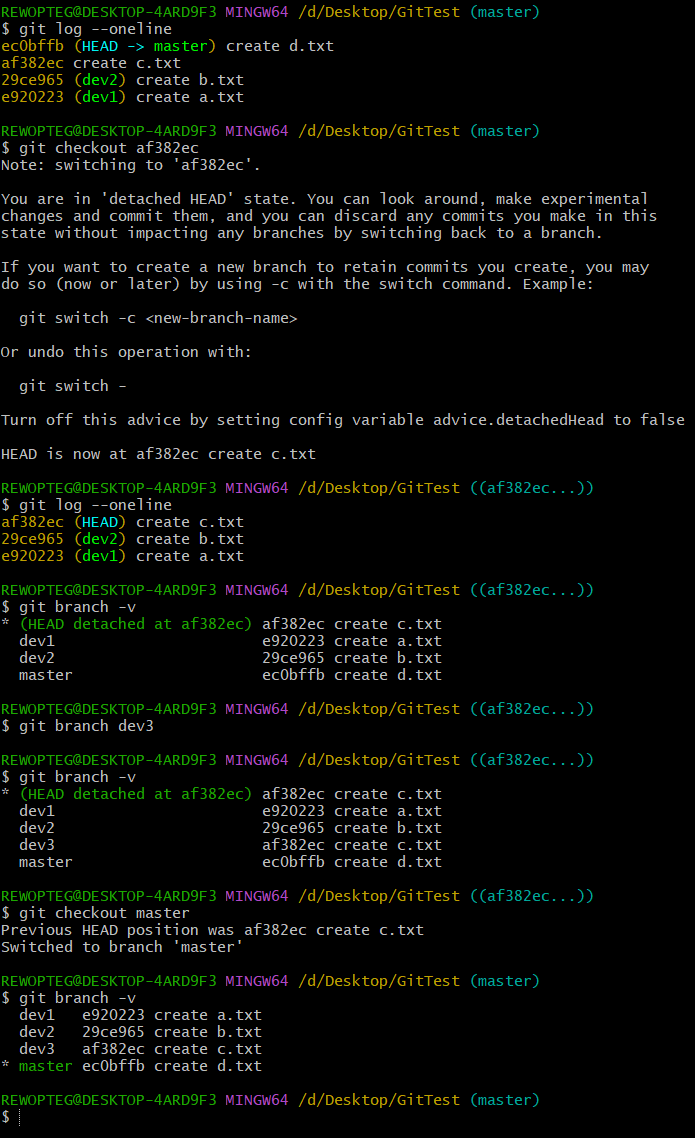 REWOPTEG@DESKTOP-4ARD9F3 MINGW64 /d/Desktop/GitTest (master)
$ git log --oneline
ec0bffb (HEAD -> master) create d.txt
af382ec create c.txt
29ce965 (dev2) create b.txt
e920223 (dev1) create a.txt

REWOPTEG@DESKTOP-4ARD9F3 MINGW64 /d/Desktop/GitTest (master)
$ git checkout af382ec
Note: switching to 'af382ec'.

You are in 'detached HEAD' state. You can look around, make experimental
changes and commit them, and you can discard any commits you make in this
state without impacting any branches by switching back to a branch.

If you want to create a new branch to retain commits you create, you may
do so (now or later) by using -c with the switch command. Example:

  git switch -c <new-branch-name>

Or undo this operation with:

  git switch -

Turn off this advice by setting config variable advice.detachedHead to false

HEAD is now at af382ec create c.txt

REWOPTEG@DESKTOP-4ARD9F3 MINGW64 /d/Desktop/GitTest ((af382ec...))
$ git log --oneline
af382ec (HEAD) create c.txt
29ce965 (dev2) create b.txt
e920223 (dev1) create a.txt

REWOPTEG@DESKTOP-4ARD9F3 MINGW64 /d/Desktop/GitTest ((af382ec...))
$ git branch -v
* (HEAD detached at af382ec) af382ec create c.txt
  dev1                       e920223 create a.txt
  dev2                       29ce965 create b.txt
  master                     ec0bffb create d.txt

REWOPTEG@DESKTOP-4ARD9F3 MINGW64 /d/Desktop/GitTest ((af382ec...))
$ git branch dev3

REWOPTEG@DESKTOP-4ARD9F3 MINGW64 /d/Desktop/GitTest ((af382ec...))
$ git branch -v
* (HEAD detached at af382ec) af382ec create c.txt
  dev1                       e920223 create a.txt
  dev2                       29ce965 create b.txt
  dev3                       af382ec create c.txt
  master                     ec0bffb create d.txt

REWOPTEG@DESKTOP-4ARD9F3 MINGW64 /d/Desktop/GitTest ((af382ec...))
$ git checkout master
Previous HEAD position was af382ec create c.txt
Switched to branch 'master'

REWOPTEG@DESKTOP-4ARD9F3 MINGW64 /d/Desktop/GitTest (master)
$ git branch -v
  dev1   e920223 create a.txt
  dev2   29ce965 create b.txt
  dev3   af382ec create c.txt
* master ec0bffb create d.txt

REWOPTEG@DESKTOP-4ARD9F3 MINGW64 /d/Desktop/GitTest (master)
$